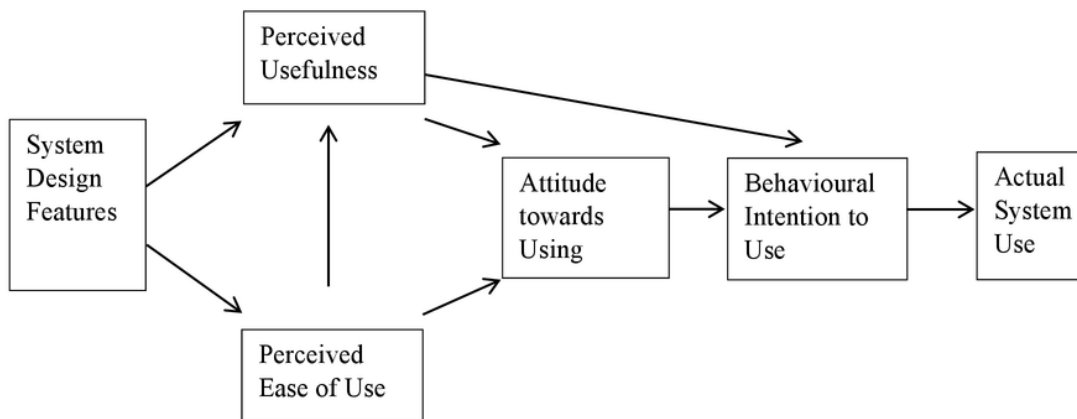 Perceived
Usefulness
System
Design
Features
Attitude
towards
Using
Behavioural
Intention to
Use
Actual
System
Use
Perceived
Ease of Use